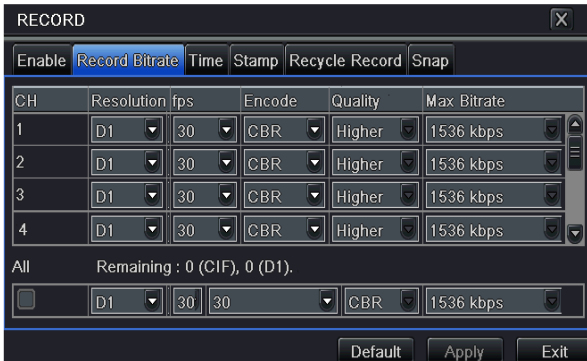 RECORD X
Enable Record Bitrate Time Stamp Recycle Record Snap
CH Resolution fps Encode Quality Max Bitrate
1 D1 30 CBR Higher 1536 kbps
2 D1 30 CBR Higher 1536 kbps
3 D1 30 CBR Higher 1536 kbps
4 D1 30 CBR Higher 1536 kbps
All Remaining : 0 (CIF), 0 (D1).
D1 30 30 CBR 1536 kbps
Default Apply Exit